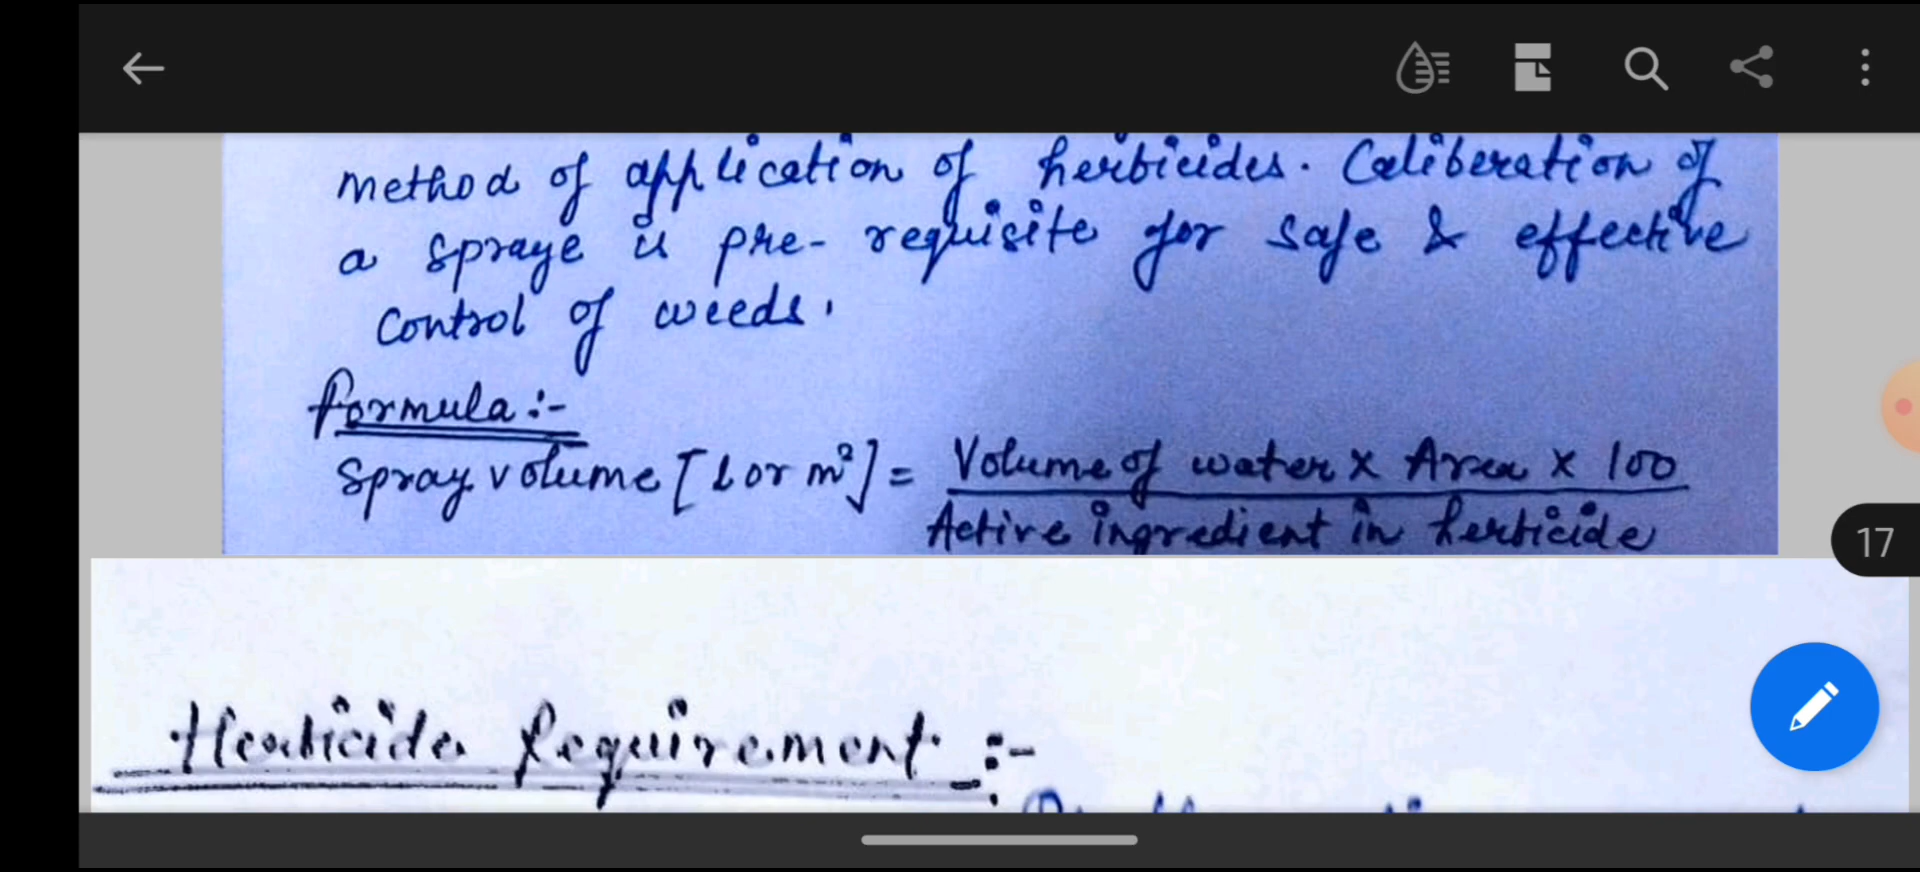 method of application of herbicides. Caliberation of
a spraye is pre-requisite for safe & effective
control of weeds.
Formula :-
Spray volume [L or m²] = Volume of water x Area x 100
Active ingredient in herbicide
17
Herbicide Requirement :-